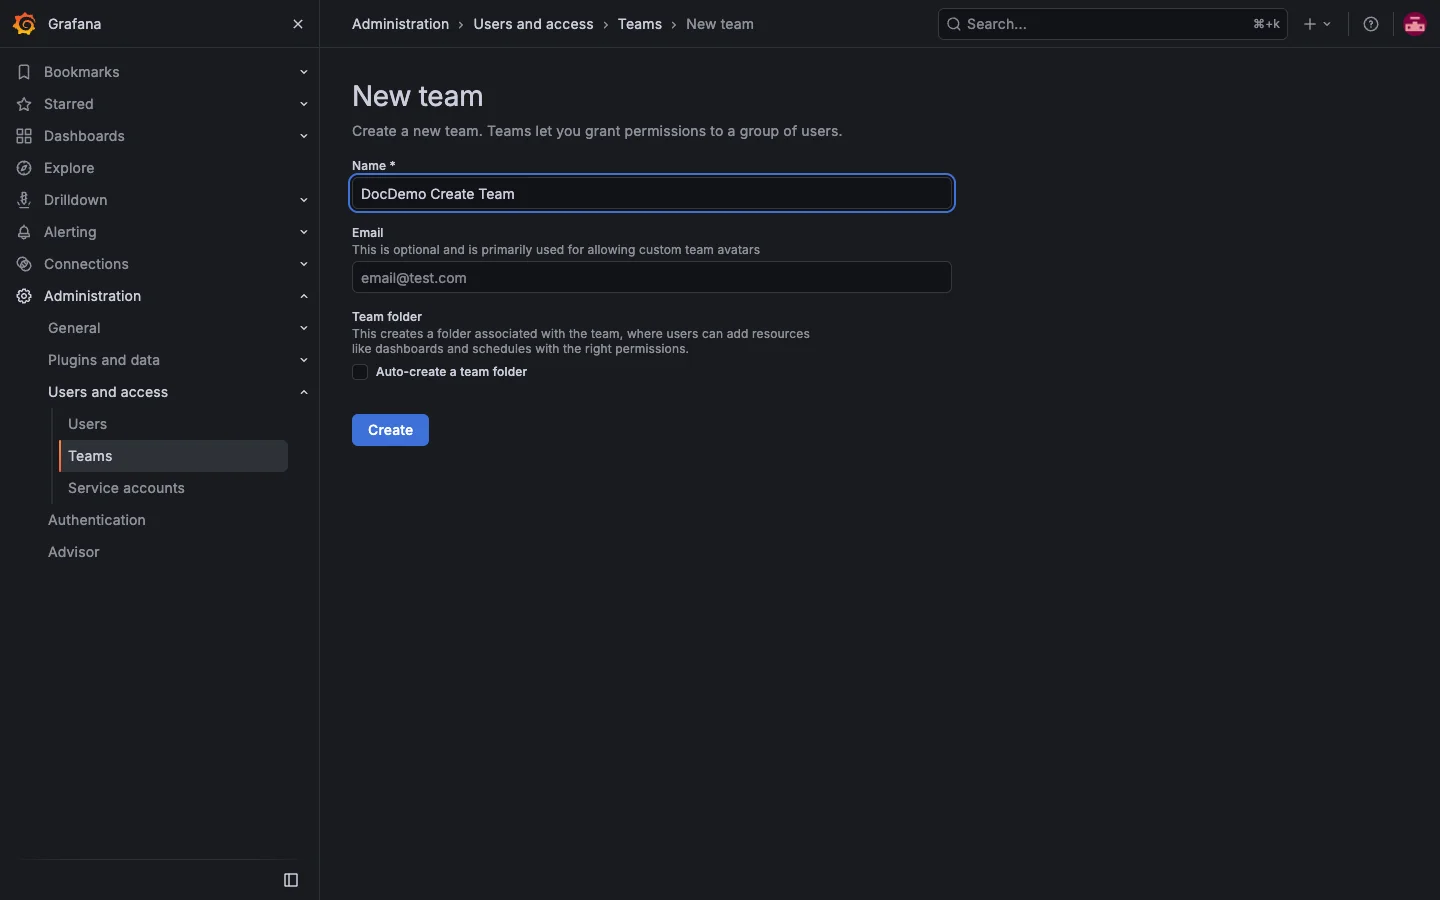 Grafana
Administration › Users and access › Teams › New team
Search...
⌘+k
Bookmarks
Starred
Dashboards
Explore
Drilldown
Alerting
Connections
Administration
General
Plugins and data
Users and access
Users
Teams
Service accounts
Authentication
Advisor
New team
Create a new team. Teams let you grant permissions to a group of users.
Name *
DocDemo Create Team
Email
This is optional and is primarily used for allowing custom team avatars
email@test.com
Team folder
This creates a folder associated with the team, where users can add resources
like dashboards and schedules with the right permissions.
Auto-create a team folder
Create